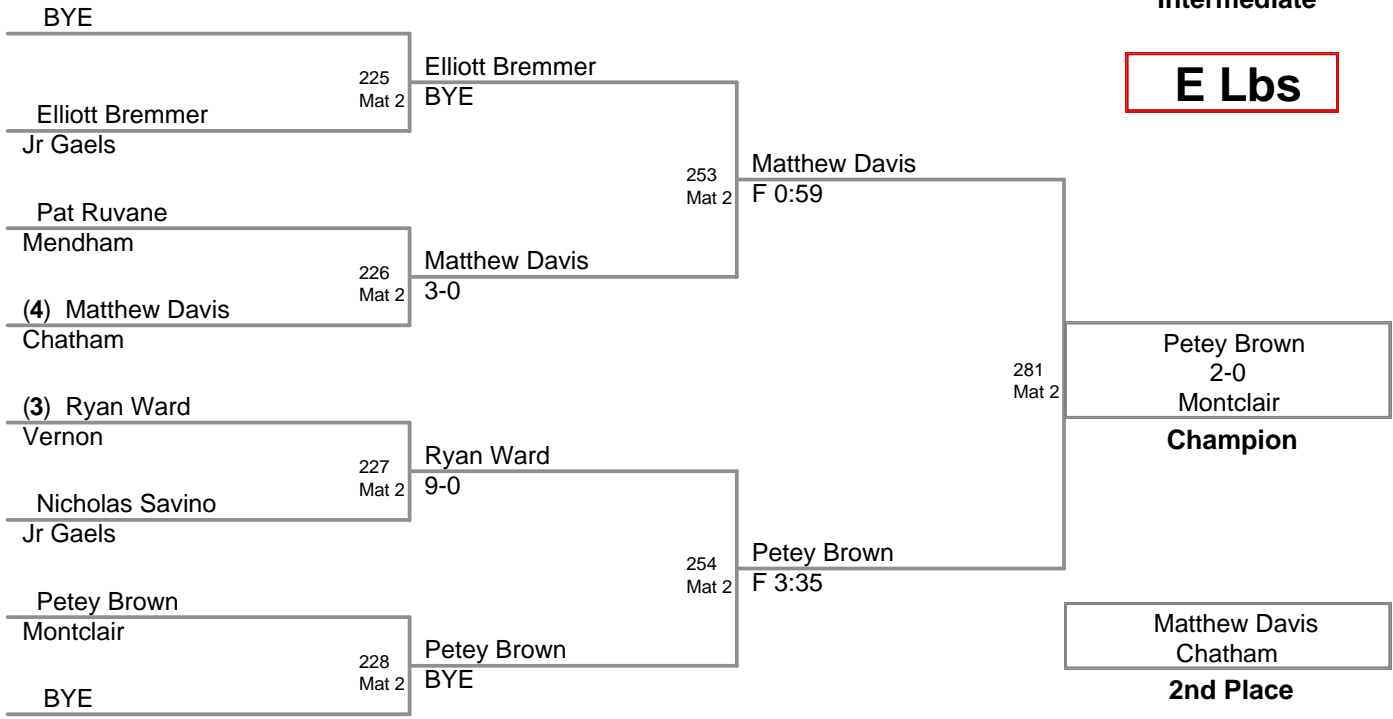 Intermediate
E Lbs
BYE
225
Mat 2
Elliott Bremmer
Jr Gaels
Elliott Bremmer
BYE
Pat Ruvane
Mendham
226
Mat 2
(4) Matthew Davis
Chatham
Matthew Davis
3-0
253
Mat 2
Matthew Davis
F 0:59
(3) Ryan Ward
Vernon
227
Mat 2
Nicholas Savino
Jr Gaels
Ryan Ward
9-0
Petey Brown
Montclair
228
Mat 2
BYE
Petey Brown
BYE
254
Mat 2
Petey Brown
F 3:35
281
Mat 2
Petey Brown
2-0
Montclair
Champion
Matthew Davis
Chatham
2nd Place